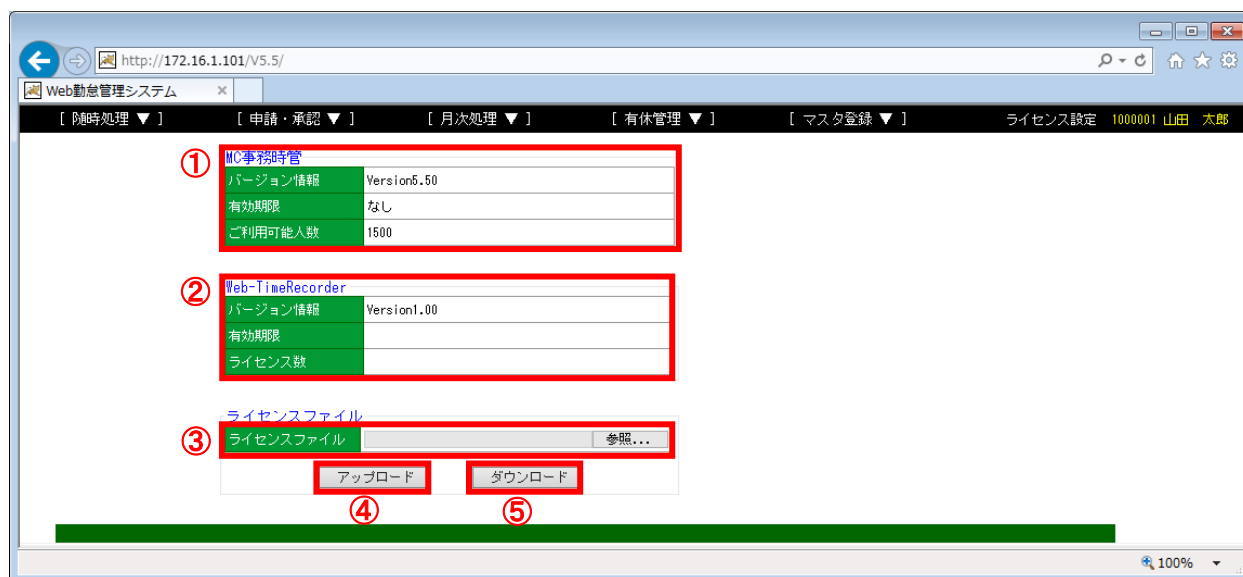 http://172.16.1.101/V5.5/
Web勤怠管理システム ×
[ 随時処理 ▼ ] [ 申請・承認 ▼ ] [ 月次処理 ▼ ] [ 有休管理 ▼ ] [ マスタ登録 ▼ ] ライセンス設定 1000001 山田 太郎
① MC事務時管
バージョン情報 Version5.50
有効期限 なし
ご利用可能人数 1500
② Web-TimeRecorder
バージョン情報 Version1.00
有効期限
ライセンス数
ライセンスファイル
③ ライセンスファイル 参照...
アップロード ダウンロード
④ ⑤
100%